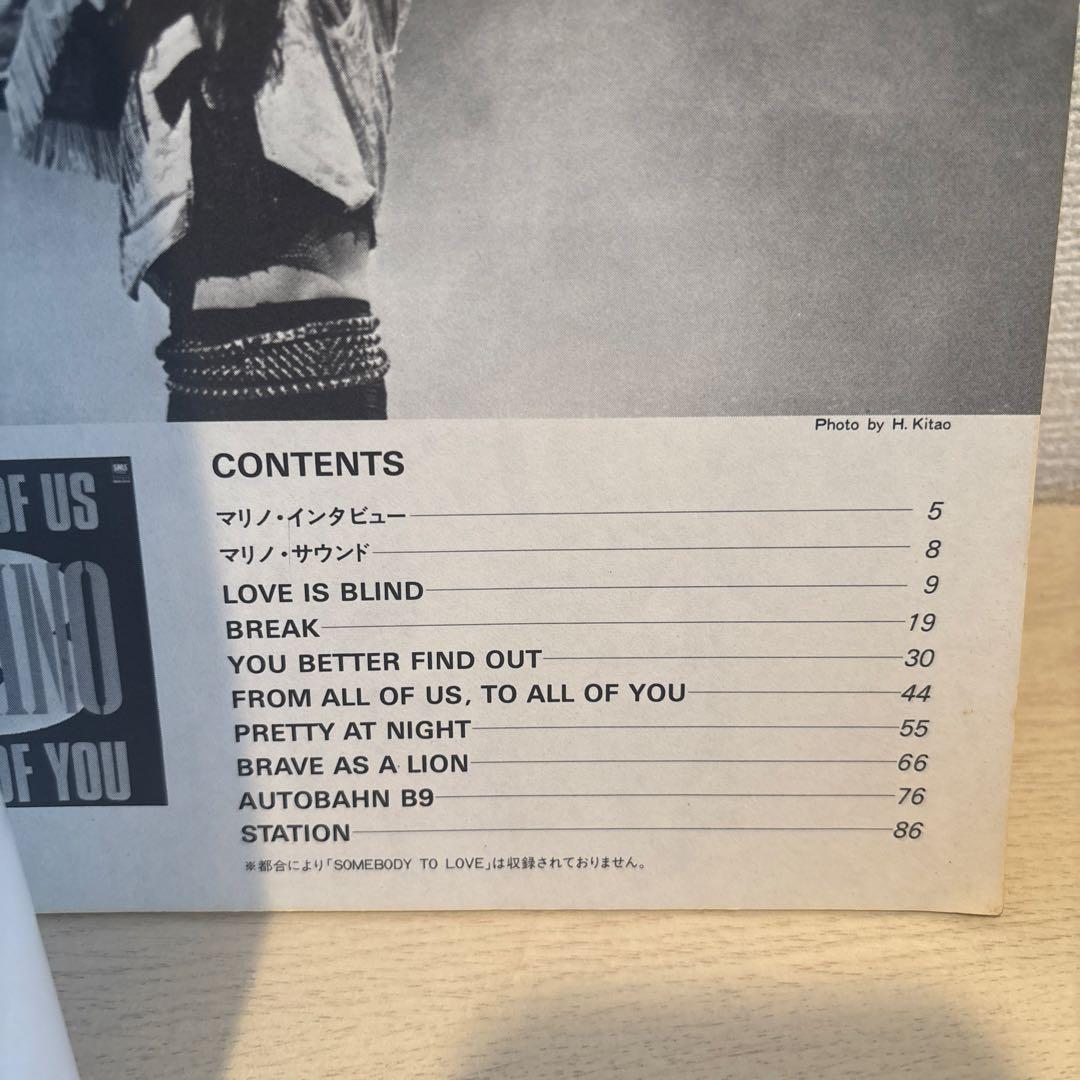 Photo by H. Kitao
CONTENTS
マリノ・インタビュー 5
マリノ・サウンド 8
LOVE IS BLIND 9
BREAK 19
YOU BETTER FIND OUT 30
FROM ALL OF US, TO ALL OF YOU 44
PRETTY AT NIGHT 55
BRAVE AS A LION 66
AUTOBAHN B9 76
STATION 86
※都合により「SOMEBODY TO LOVE」は収録されておりません。
OF US
INO
OF YOU